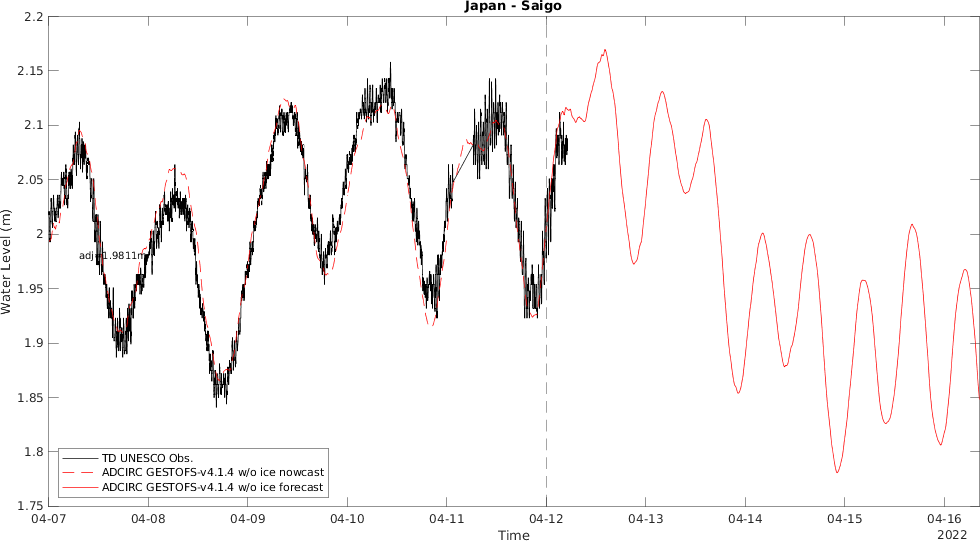 Japan - Saigo
2.2
2.15
2.1
2.05
2
1.95
1.9
1.85
1.8
1.75
Water Level (m)
adj=1.9811m
TD UNESCO Obs.
ADCIRC GESTOFS-v4.1.4 w/o ice nowcast
ADCIRC GESTOFS-v4.1.4 w/o ice forecast
04-07 04-08 04-09 04-10 04-11 04-12 04-13 04-14 04-15 04-16
Time
2022